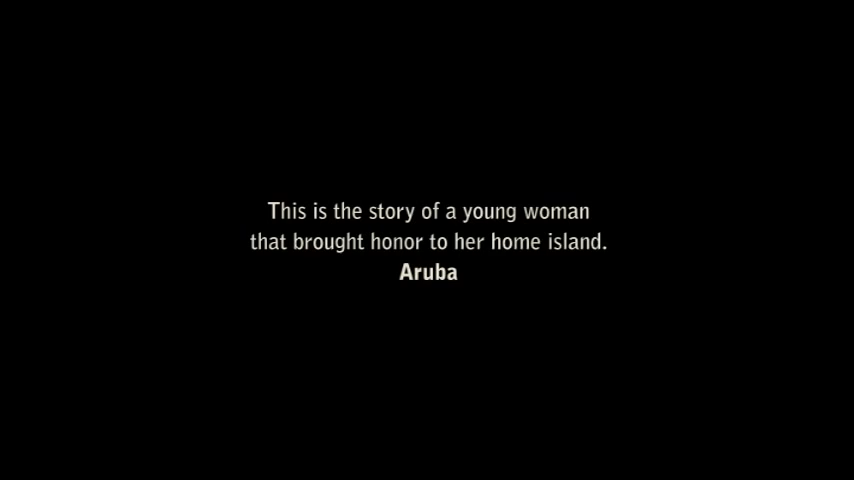 This is the story of a young woman
that brought honor to her home island.
Aruba